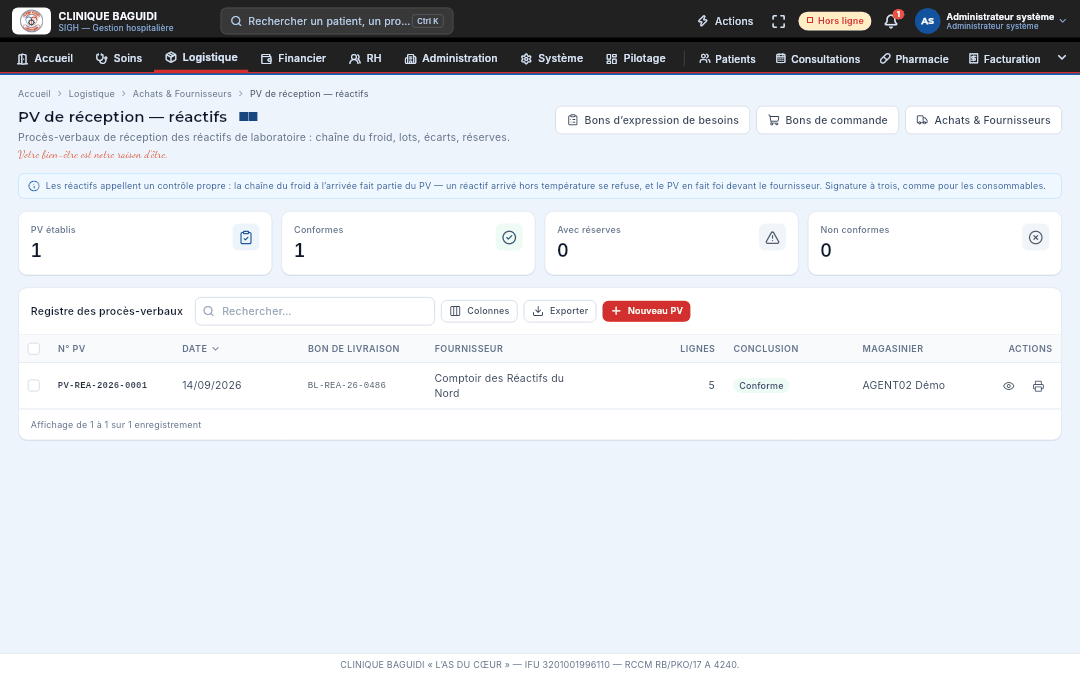 CLINIQUE BAGUIDI
SIGH — Gestion hospitalière
Rechercher un patient, un pro... Ctrl K
Actions
Hors ligne
1
AS
Administrateur système
Administrateur système
Accueil
Soins
Logistique
Financier
RH
Administration
Système
Pilotage
Patients
Consultations
Pharmacie
Facturation
Accueil > Logistique > Achats & Fournisseurs > PV de réception — réactifs
PV de réception — réactifs
Procès-verbaux de réception des réactifs de laboratoire : chaîne du froid, lots, écarts, réserves.
Votre bien-être est notre raison d'être.
Bons d'expression de besoins
Bons de commande
Achats & Fournisseurs
Les réactifs appellent un contrôle propre : la chaîne du froid à l'arrivée fait partie du PV — un réactif arrivé hors température se refuse, et le PV en fait foi devant le fournisseur. Signature à trois, comme pour les consommables.
PV établis
1
Conformes
1
Avec réserves
0
Non conformes
0
Registre des procès-verbaux
Rechercher...
Colonnes
Exporter
Nouveau PV
N° PV DATE BON DE LIVRAISON FOURNISSEUR LIGNES CONCLUSION MAGASINIER ACTIONS
PV-REA-2026-0001 14/09/2026 BL-REA-26-0486 Comptoir des Réactifs du Nord 5 Conforme AGENT02 Démo
Affichage de 1 à 1 sur 1 enregistrement
CLINIQUE BAGUIDI « L'AS DU CŒUR » — IFU 3201001996110 — RCCM RB/PKO/17 A 4240.